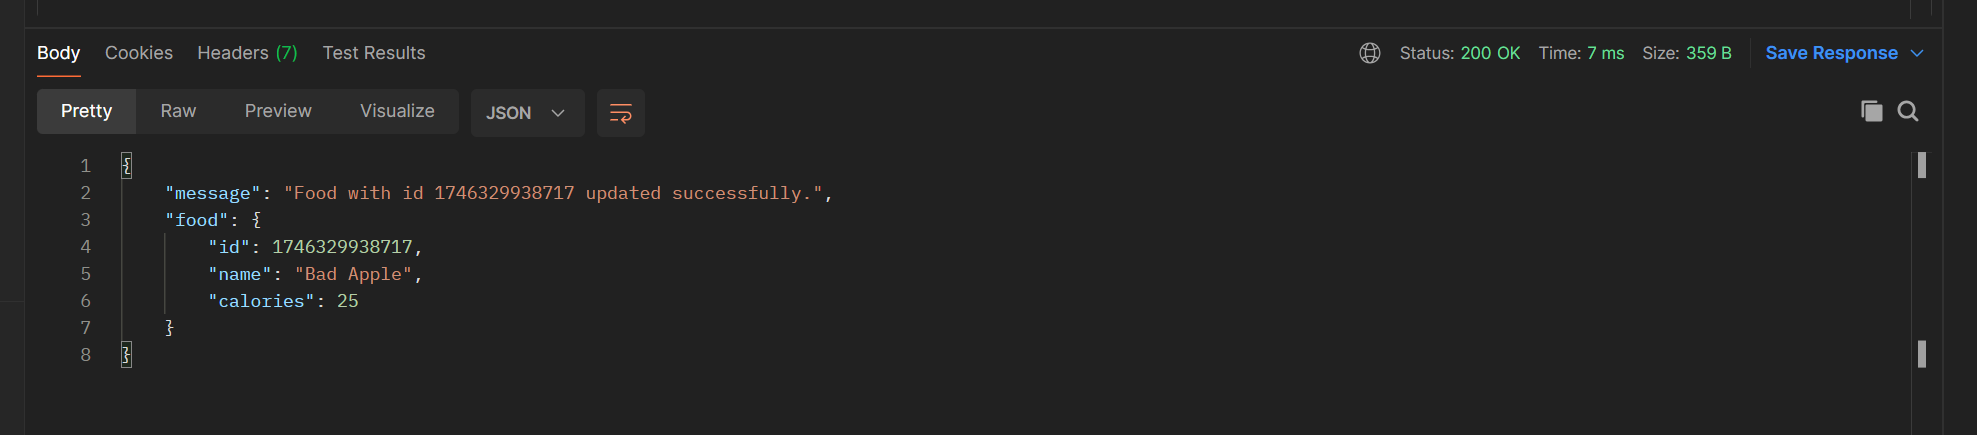 Body Cookies Headers (7) Test Results Status: 200 OK Time: 7 ms Size: 359 B Save Response
Pretty Raw Preview Visualize JSON
1 {
2 "message": "Food with id 1746329938717 updated successfully.",
3 "food": {
4 "id": 1746329938717,
5 "name": "Bad Apple",
6 "calories": 25
7 }
8 }